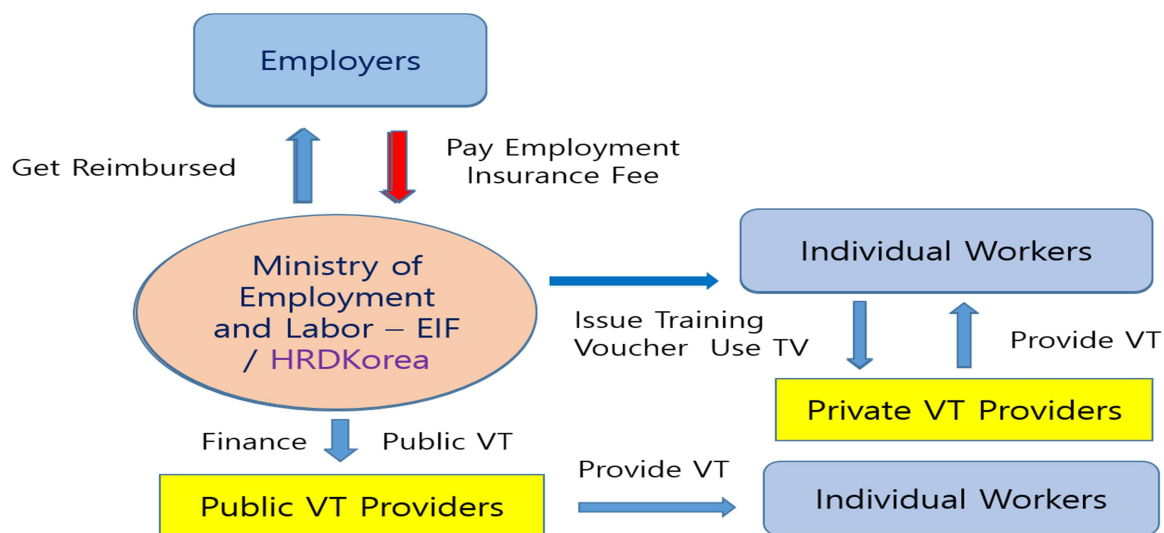 Employers
Get Reimbursed
Pay Employment
Insurance Fee
Ministry of
Employment
and Labor – EIF
/ HRDKorea
Individual Workers
Issue Training
Voucher Use TV
Provide VT
Private VT Providers
Finance Public VT
Provide VT
Public VT Providers
Individual Workers